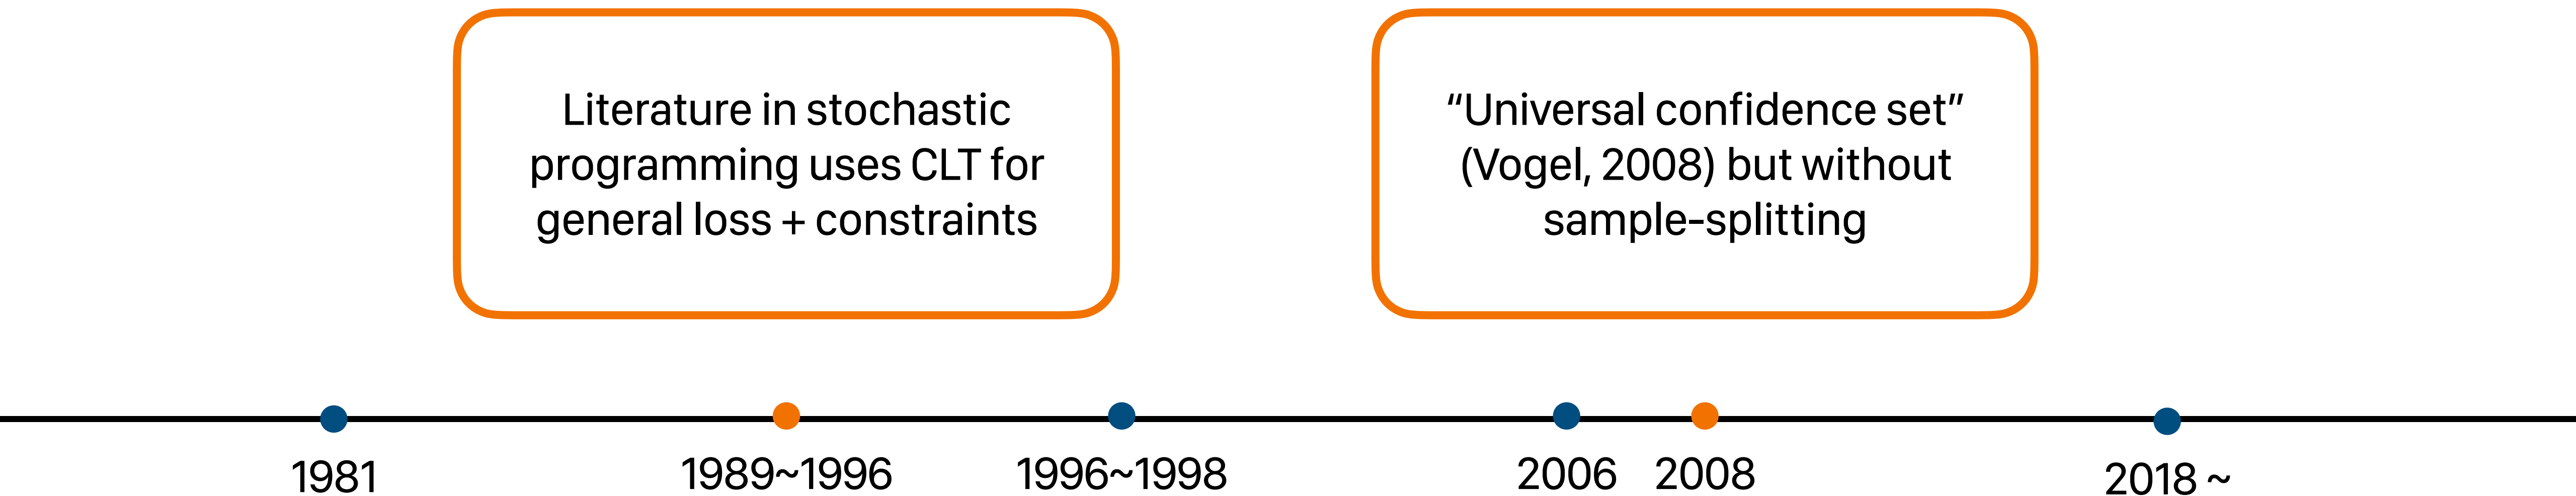 Literature in stochastic
programming uses CLT for
general loss + constraints
“Universal confidence set”
(Vogel, 2008) but without
sample-splitting
1981
1989~1996
1996~1998
2006
2008
2018 ~